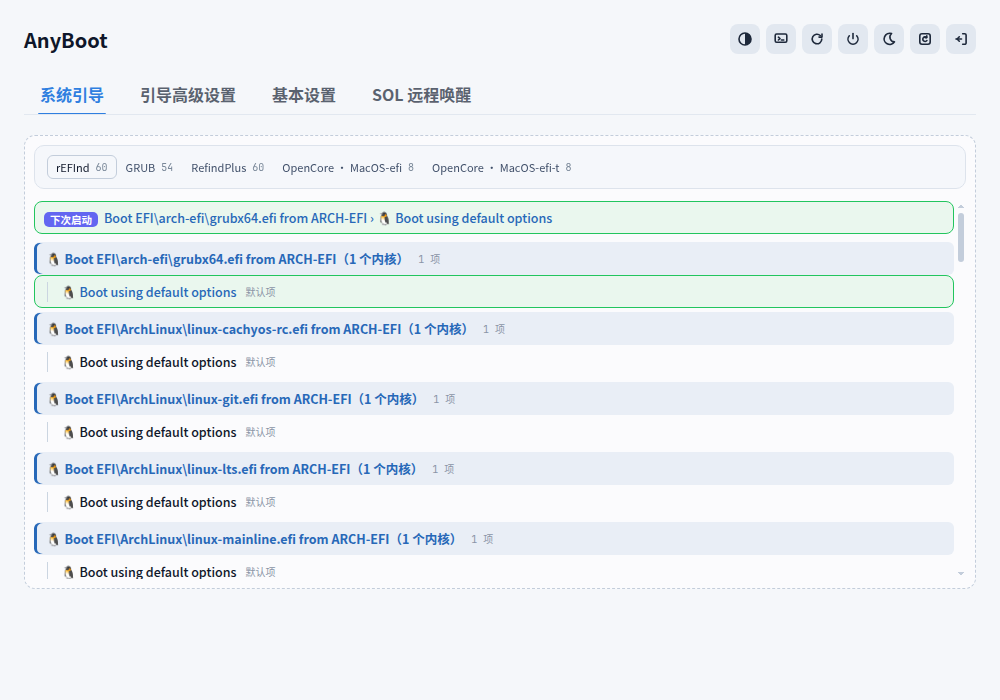 AnyBoot
系统引导 引导高级设置 基本设置 SOL 远程唤醒
rEFInd 60 GRUB 54 RefindPlus 60 OpenCore • MacOS-efi 8 OpenCore • MacOS-efi-t 8
下次启动 Boot EFI\arch-efi\grubx64.efi from ARCH-EFI › 🐧 Boot using default options
🐧 Boot EFI\arch-efi\grubx64.efi from ARCH-EFI（1 个内核） 1 项
🐧 Boot using default options 默认项
🐧 Boot EFI\ArchLinux\linux-cachyos-rc.efi from ARCH-EFI（1 个内核） 1 项
🐧 Boot using default options 默认项
🐧 Boot EFI\ArchLinux\linux-git.efi from ARCH-EFI（1 个内核） 1 项
🐧 Boot using default options 默认项
🐧 Boot EFI\ArchLinux\linux-lts.efi from ARCH-EFI（1 个内核） 1 项
🐧 Boot using default options 默认项
🐧 Boot EFI\ArchLinux\linux-mainline.efi from ARCH-EFI（1 个内核） 1 项
🐧 Boot using default options 默认项